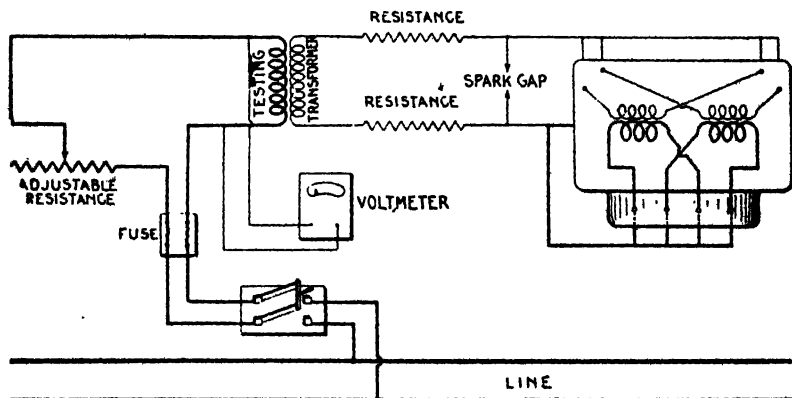 RESISTANCE
TESTING
TRANSFORMER
SPARK GAP
RESISTANCE
ADJUSTABLE
RESISTANCE
VOLTMETER
FUSE
LINE